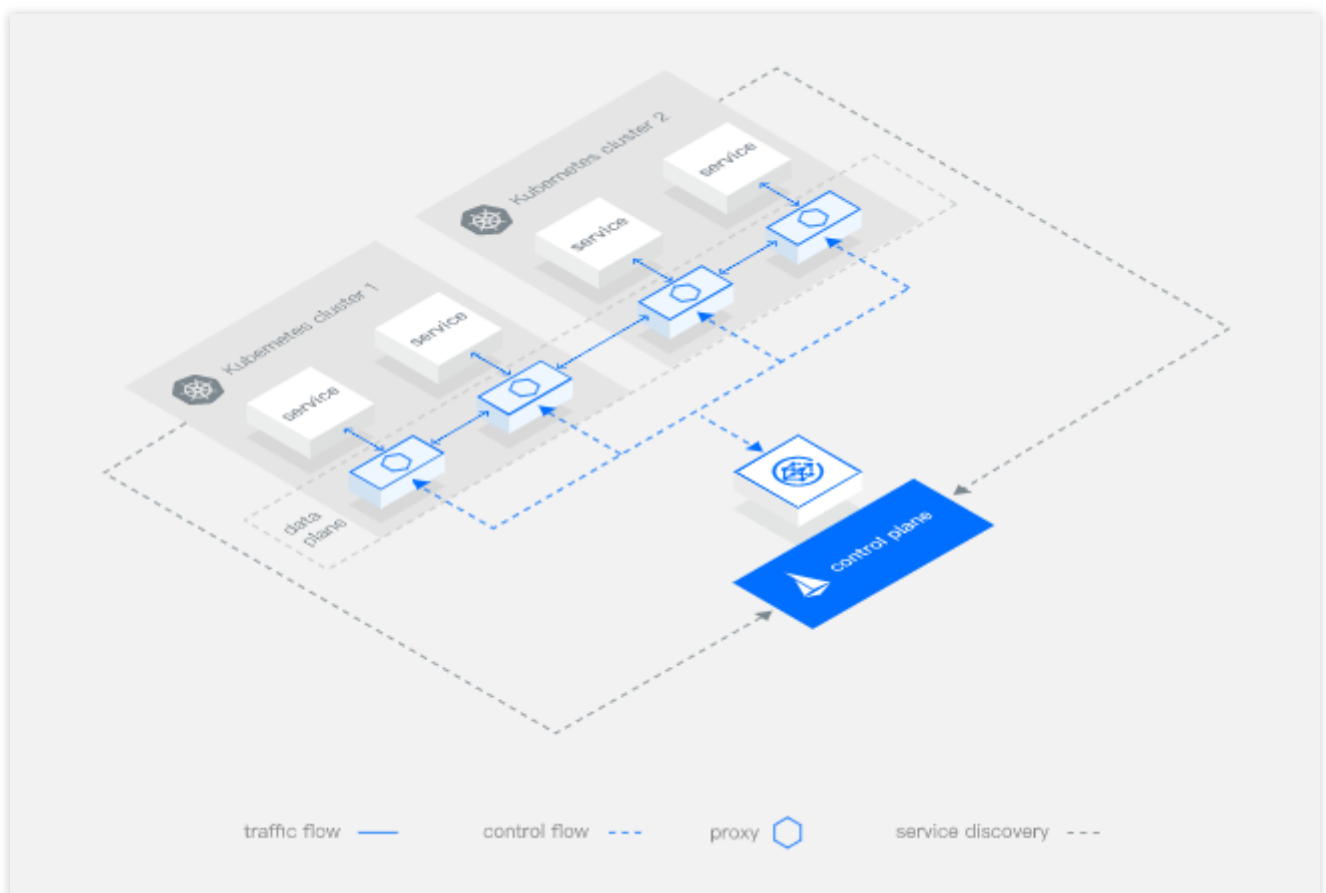 Kubernetes cluster 2
service
service
Kubernetes cluster 1
service
service
data
plane
control plane
traffic flow
control flow
proxy
service discovery